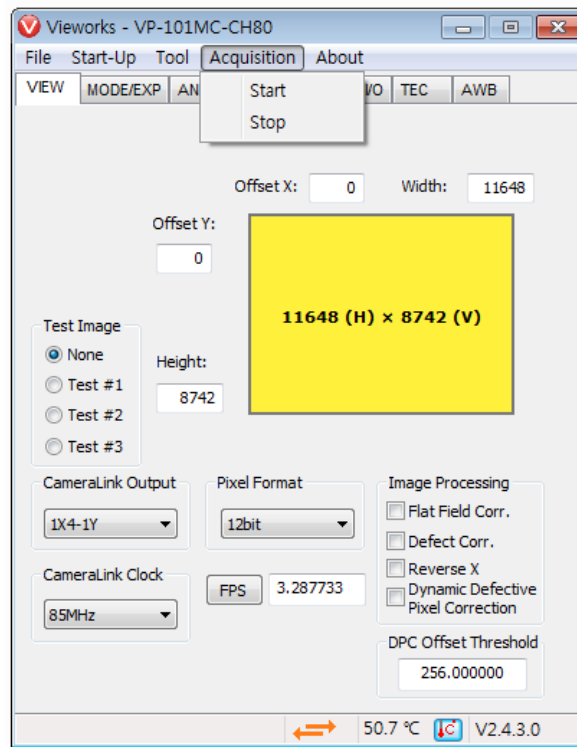 Vieworks - VP-101MC-CH80
File Start-Up Tool Acquisition About
VIEW MODE/EXP AN VO TEC AWB
Start
Stop
Offset X: 0 Width: 11648
Offset Y:
0
11648 (H) × 8742 (V)
Test Image
None
Test #1
Test #2
Test #3
Height:
8742
CameraLink Output
1X4-1Y
Pixel Format
12bit
Image Processing
Flat Field Corr.
Defect Corr.
Reverse X
Dynamic Defective
Pixel Correction
CameraLink Clock
85MHz
FPS 3.287733
DPC Offset Threshold
256.000000
50.7 ℃ C V2.4.3.0